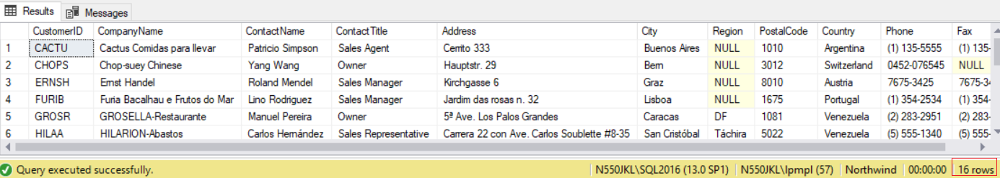 Results Messages
CustomerID CompanyName ContactName ContactTitle Address City Region PostalCode Country Phone Fax
1 CACTU Cactus Comidas para llevar Patricio Simpson Sales Agent Cerrito 333 Buenos Aires NULL 1010 Argentina (1) 135-5555 (1) 135-
2 CHOPS Chop-suey Chinese Yang Wang Owner Hauptstr. 29 Bern NULL 3012 Switzerland 0452-076545 NULL
3 ERNSH Ernst Handel Roland Mendel Sales Manager Kirchgasse 6 Graz NULL 8010 Austria 7675-3425 7675-34
4 FURIB Furia Bacalhau e Frutos do Mar Lino Rodriguez Sales Manager Jardim das rosas n. 32 Lisboa NULL 1675 Portugal (1) 354-2534 (1) 354-
5 GROSR GROSELLA-Restaurante Manuel Pereira Owner 5ª Ave. Los Palos Grandes Caracas DF 1081 Venezuela (2) 283-2951 (2) 283-
6 HILAA HILARION-Abastos Carlos Hernández Sales Representative Carrera 22 con Ave. Carlos Soublette #8-35 San Cristóbal Táchira 5022 Venezuela (5) 555-1340 (5) 555-
Query executed successfully. N550JKL\SQL2016 (13.0 SP1) N550JKL\lpmpl (57) Northwind 00:00:00 16 rows